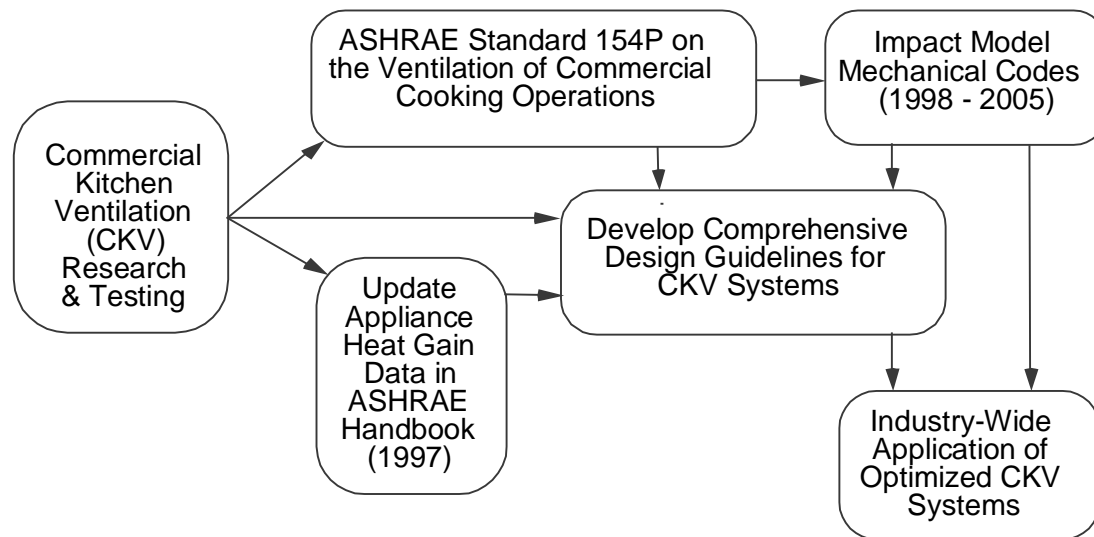 ASHRAE Standard 154P on
the Ventilation of Commercial
Cooking Operations
Impact Model
Mechanical Codes
(1998 - 2005)
Commercial
Kitchen
Ventilation
(CKV)
Research
& Testing
Develop Comprehensive
Design Guidelines for
CKV Systems
Update
Appliance
Heat Gain
Data in
ASHRAE
Handbook
(1997)
Industry-Wide
Application of
Optimized CKV
Systems